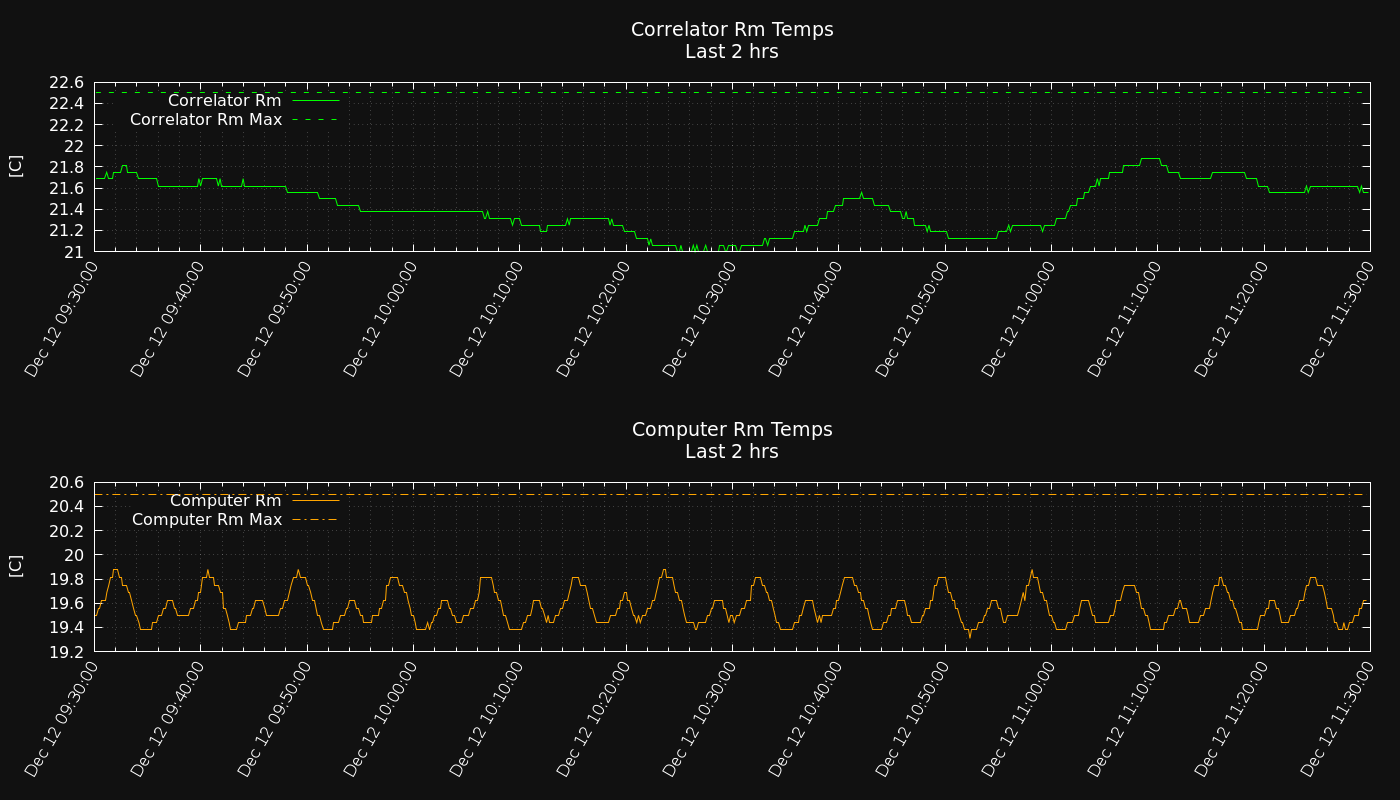 Correlator Rm Temps
Last 2 hrs
[C]
22.6
22.4
22.2
22
21.8
21.6
21.4
21.2
21
Correlator Rm
Correlator Rm Max
Dec 12 09:30:00
Dec 12 09:40:00
Dec 12 09:50:00
Dec 12 10:00:00
Dec 12 10:10:00
Dec 12 10:20:00
Dec 12 10:30:00
Dec 12 10:40:00
Dec 12 10:50:00
Dec 12 11:00:00
Dec 12 11:10:00
Dec 12 11:20:00
Dec 12 11:30:00
Computer Rm Temps
Last 2 hrs
[C]
20.6
20.4
20.2
20
19.8
19.6
19.4
19.2
Computer Rm
Computer Rm Max
Dec 12 09:30:00
Dec 12 09:40:00
Dec 12 09:50:00
Dec 12 10:00:00
Dec 12 10:10:00
Dec 12 10:20:00
Dec 12 10:30:00
Dec 12 10:40:00
Dec 12 10:50:00
Dec 12 11:00:00
Dec 12 11:10:00
Dec 12 11:20:00
Dec 12 11:30:00